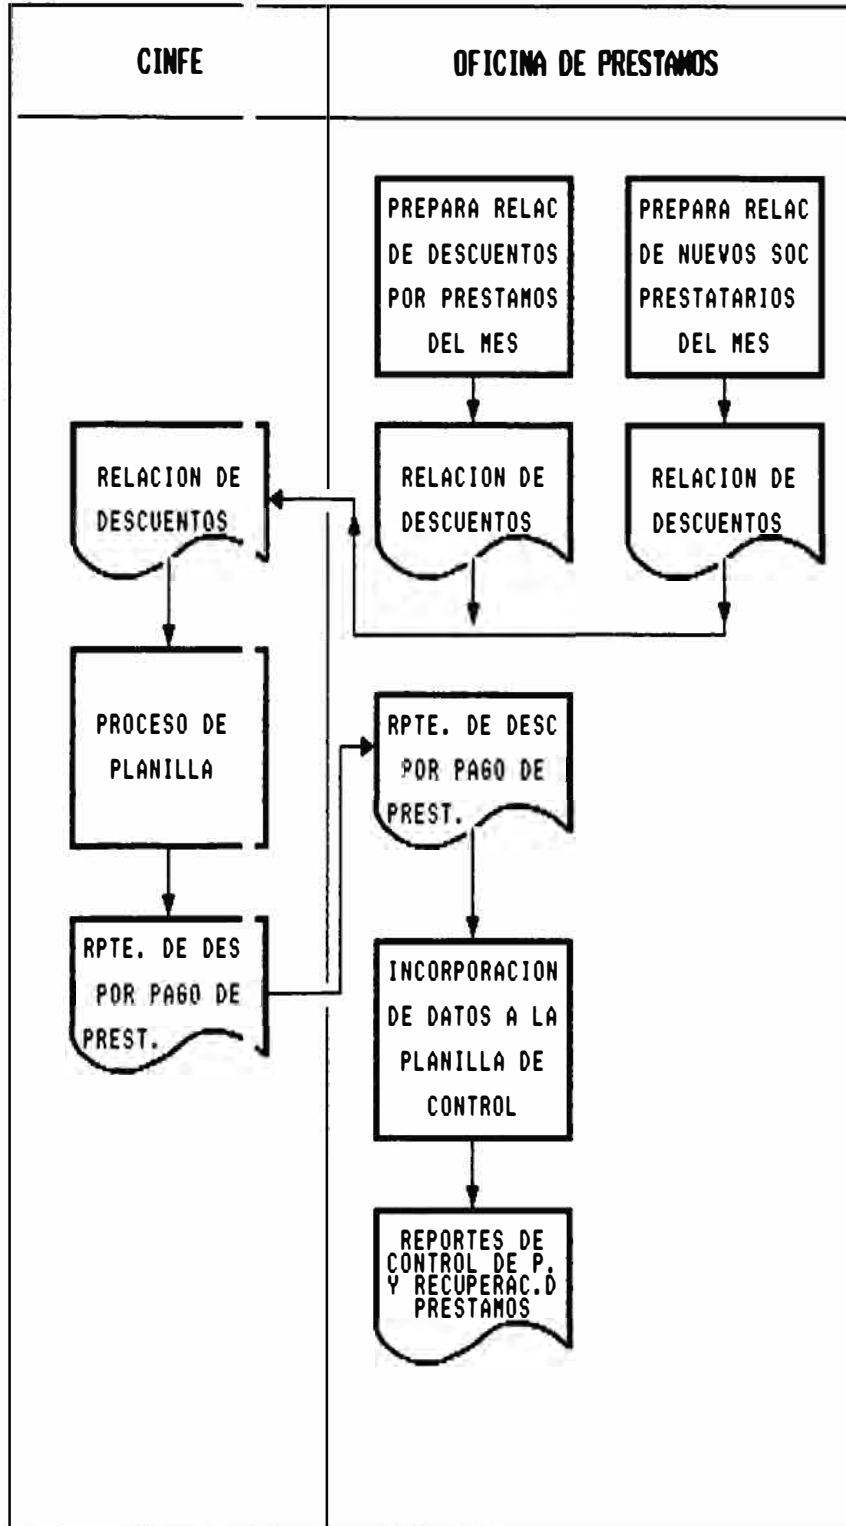 CINFE
OFICINA DE PRESTAMOS
PREPARA RELAC
DE DESCUENTOS
POR PRESTAMOS
DEL MES
PREPARA RELAC
DE NUEVOS SOC
PRESTATARIOS
DEL MES
RELACION DE
DESCUENTOS
RELACION DE
DESCUENTOS
RELACION DE
DESCUENTOS
PROCESO DE
PLANILLA
RPTE. DE DESC
POR PAGO DE
PREST.
RPTE. DE DES
POR PAGO DE
PREST.
INCORPORACION
DE DATOS A LA
PLANILLA DE
CONTROL
REPORTES DE
CONTROL DE P.
Y RECUPERAC.D
PRESTAMOS